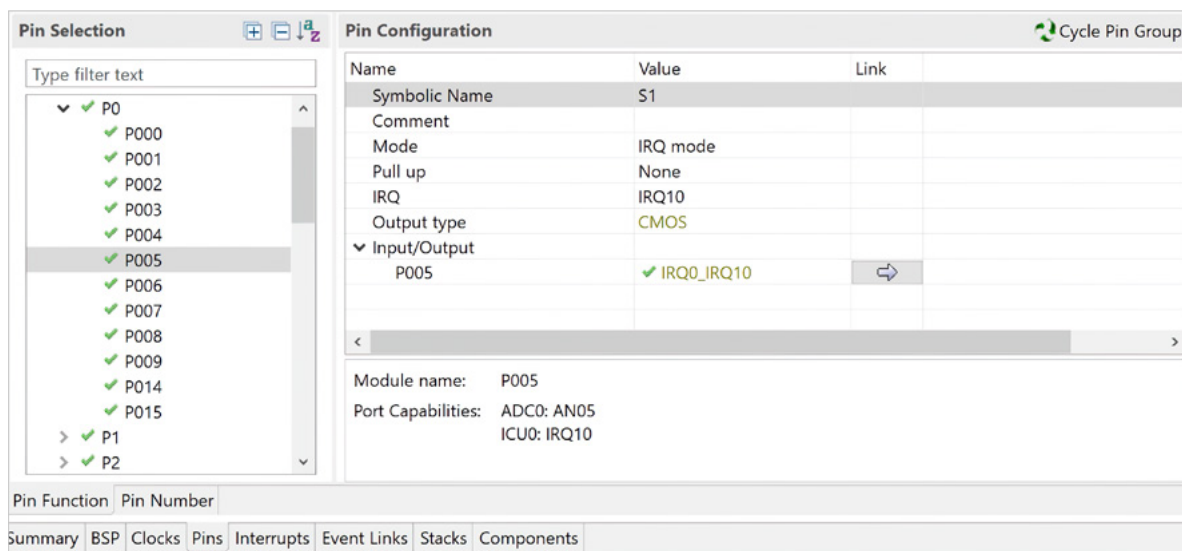 Pin Selection
Type filter text
P0
P000
P001
P002
P003
P004
P005
P006
P007
P008
P009
P014
P015
P1
P2
Pin Configuration
Cycle Pin Group
Name Value Link
Symbolic Name S1
Comment
Mode IRQ mode
Pull up None
IRQ IRQ10
Output type CMOS
Input/Output
P005 IRQ0_IRQ10
Module name: P005
Port Capabilities: ADC0: AN05
ICU0: IRQ10
Pin Function Pin Number
Summary BSP Clocks Pins Interrupts Event Links Stacks Components